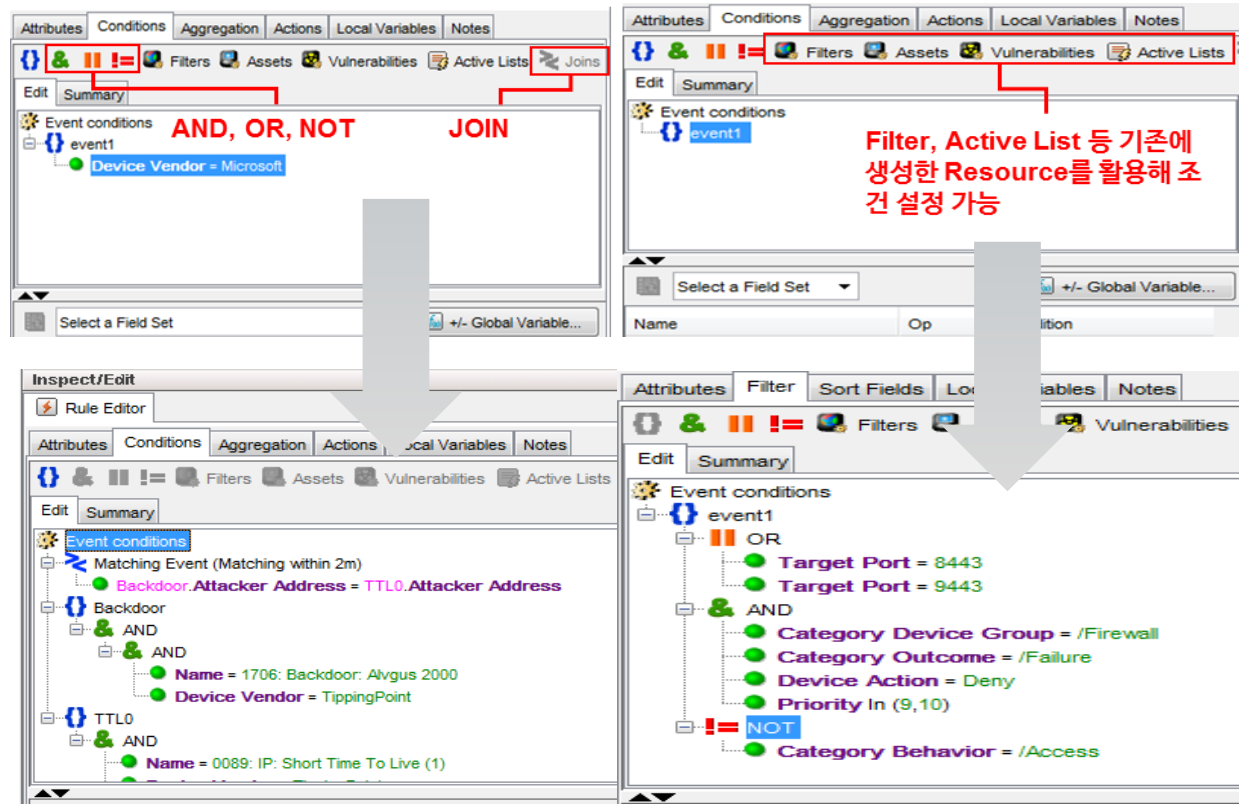 Attributes Conditions Aggregation Actions Local Variables Notes
Filters Assets Vulnerabilities Active Lists Joins
Edit Summary
Event conditions
event1
Device Vendor = Microsoft
AND, OR, NOT JOIN
Select a Field Set +/- Global Variable...
Attributes Conditions Aggregation Actions Local Variables Notes
Filters Assets Vulnerabilities Active Lists
Edit Summary
Event conditions
event1
Filter, Active List 등 기존에
생성한 Resource를 활용해 조
건 설정 가능
Select a Field Set +/- Global Variable...
Name Op
Inspect/Edit
Rule Editor
Attributes Conditions Aggregation Actions Local Variables Notes
Filters Assets Vulnerabilities Active Lists
Edit Summary
Event conditions
Matching Event (Matching within 2m)
Backdoor.Attacker Address = TTL0.Attacker Address
Backdoor
AND
AND
Name = 1706: Backdoor: Alvgus 2000
Device Vendor = TippingPoint
TTL0
AND
Name = 0089: IP: Short Time To Live (1)
Attributes Filter Sort Fields Notes
Filters Vulnerabilities
Edit Summary
Event conditions
event1
OR
Target Port = 8443
Target Port = 9443
AND
Category Device Group = /Firewall
Category Outcome = /Failure
Device Action = Deny
Priority In (9,10)
NOT
Category Behavior = /Access